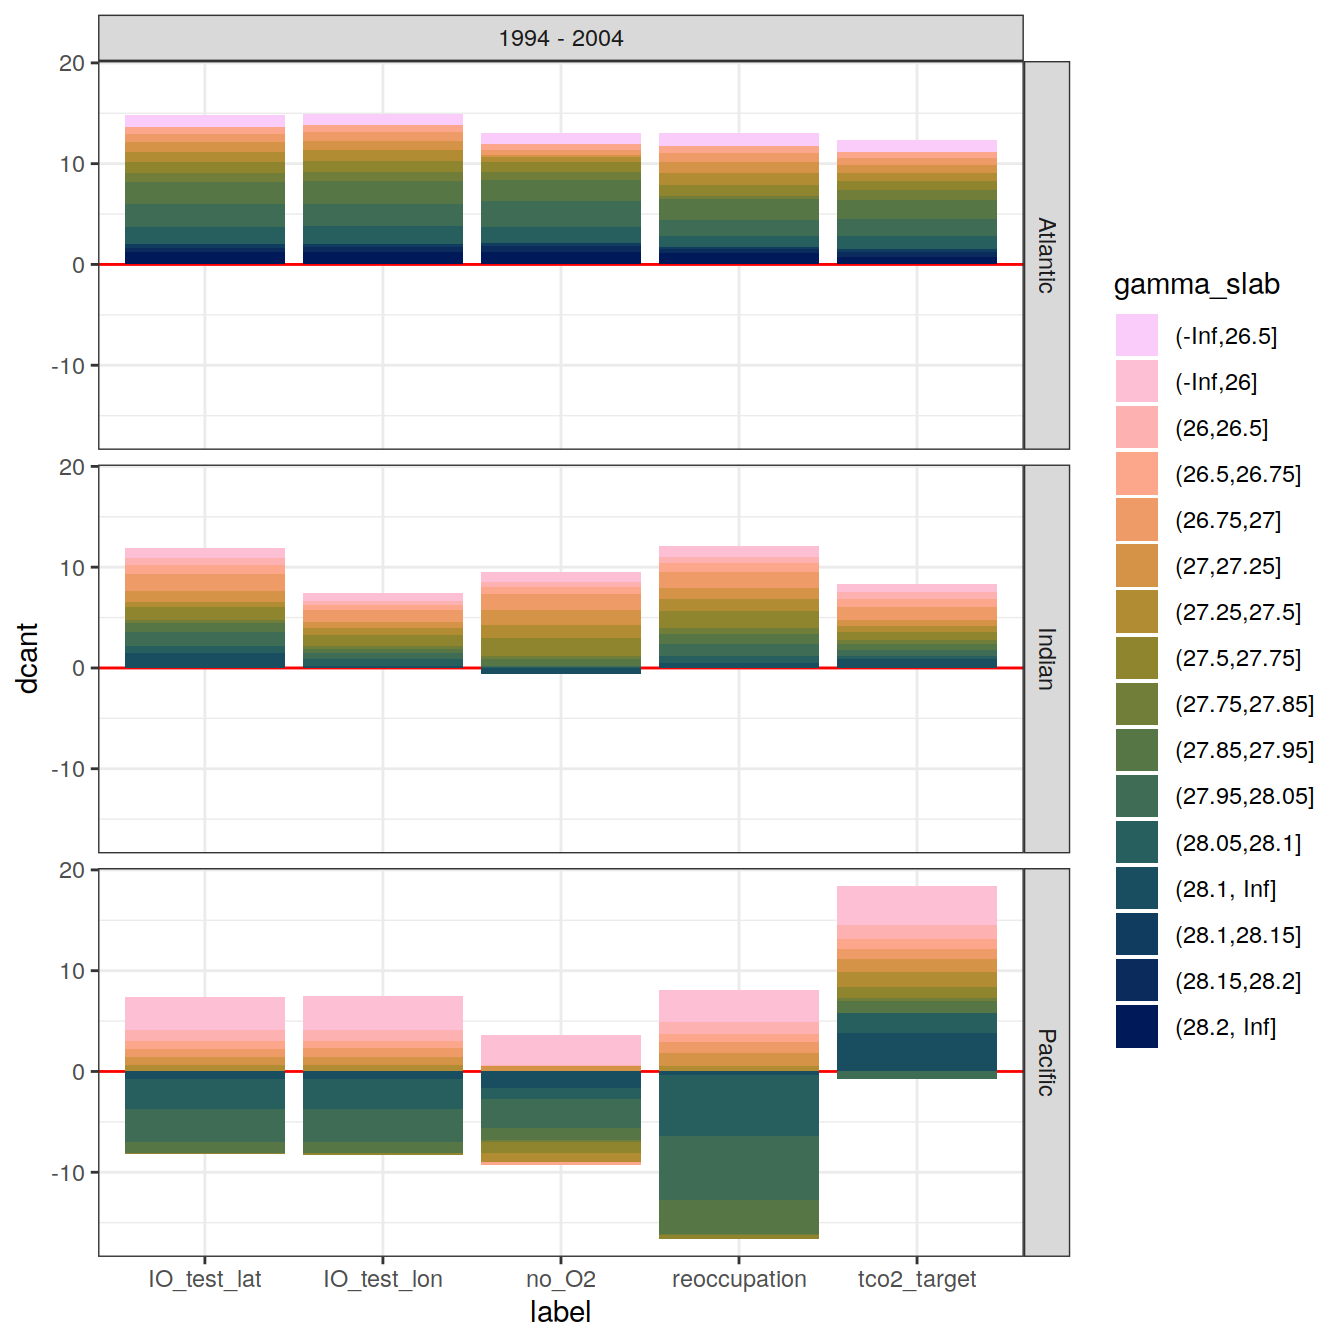 1994 - 2004
20
10
0
-10
Atlantic
20
10
0
-10
Indian
20
10
0
-10
Pacific
dcant
IO_test_lat IO_test_lon no_O2 reoccupation tco2_target
label
gamma_slab
(-Inf,26.5]
(-Inf,26]
(26,26.5]
(26.5,26.75]
(26.75,27]
(27,27.25]
(27.25,27.5]
(27.5,27.75]
(27.75,27.85]
(27.85,27.95]
(27.95,28.05]
(28.05,28.1]
(28.1, Inf]
(28.1,28.15]
(28.15,28.2]
(28.2, Inf]